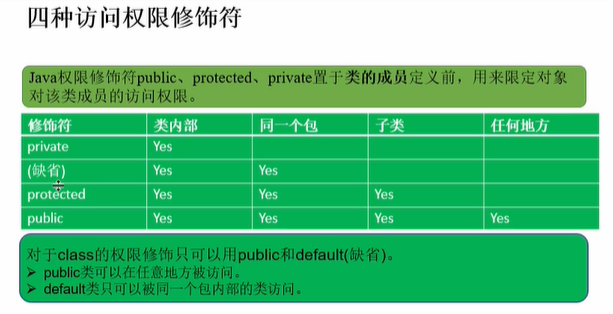 四种访问权限修饰符
Java权限修饰符public、protected、private置于类的成员定义前，用来限定对象
对该类成员的访问权限。
修饰符 类内部 同一个包 子类 任何地方
private Yes
(缺省) Yes Yes
protected Yes Yes Yes
public Yes Yes Yes Yes
对于class的权限修饰只可以用public和default(缺省)。
➢ public类可以在任意地方被访问。
➢ default类只可以被同一个包内部的类访问。